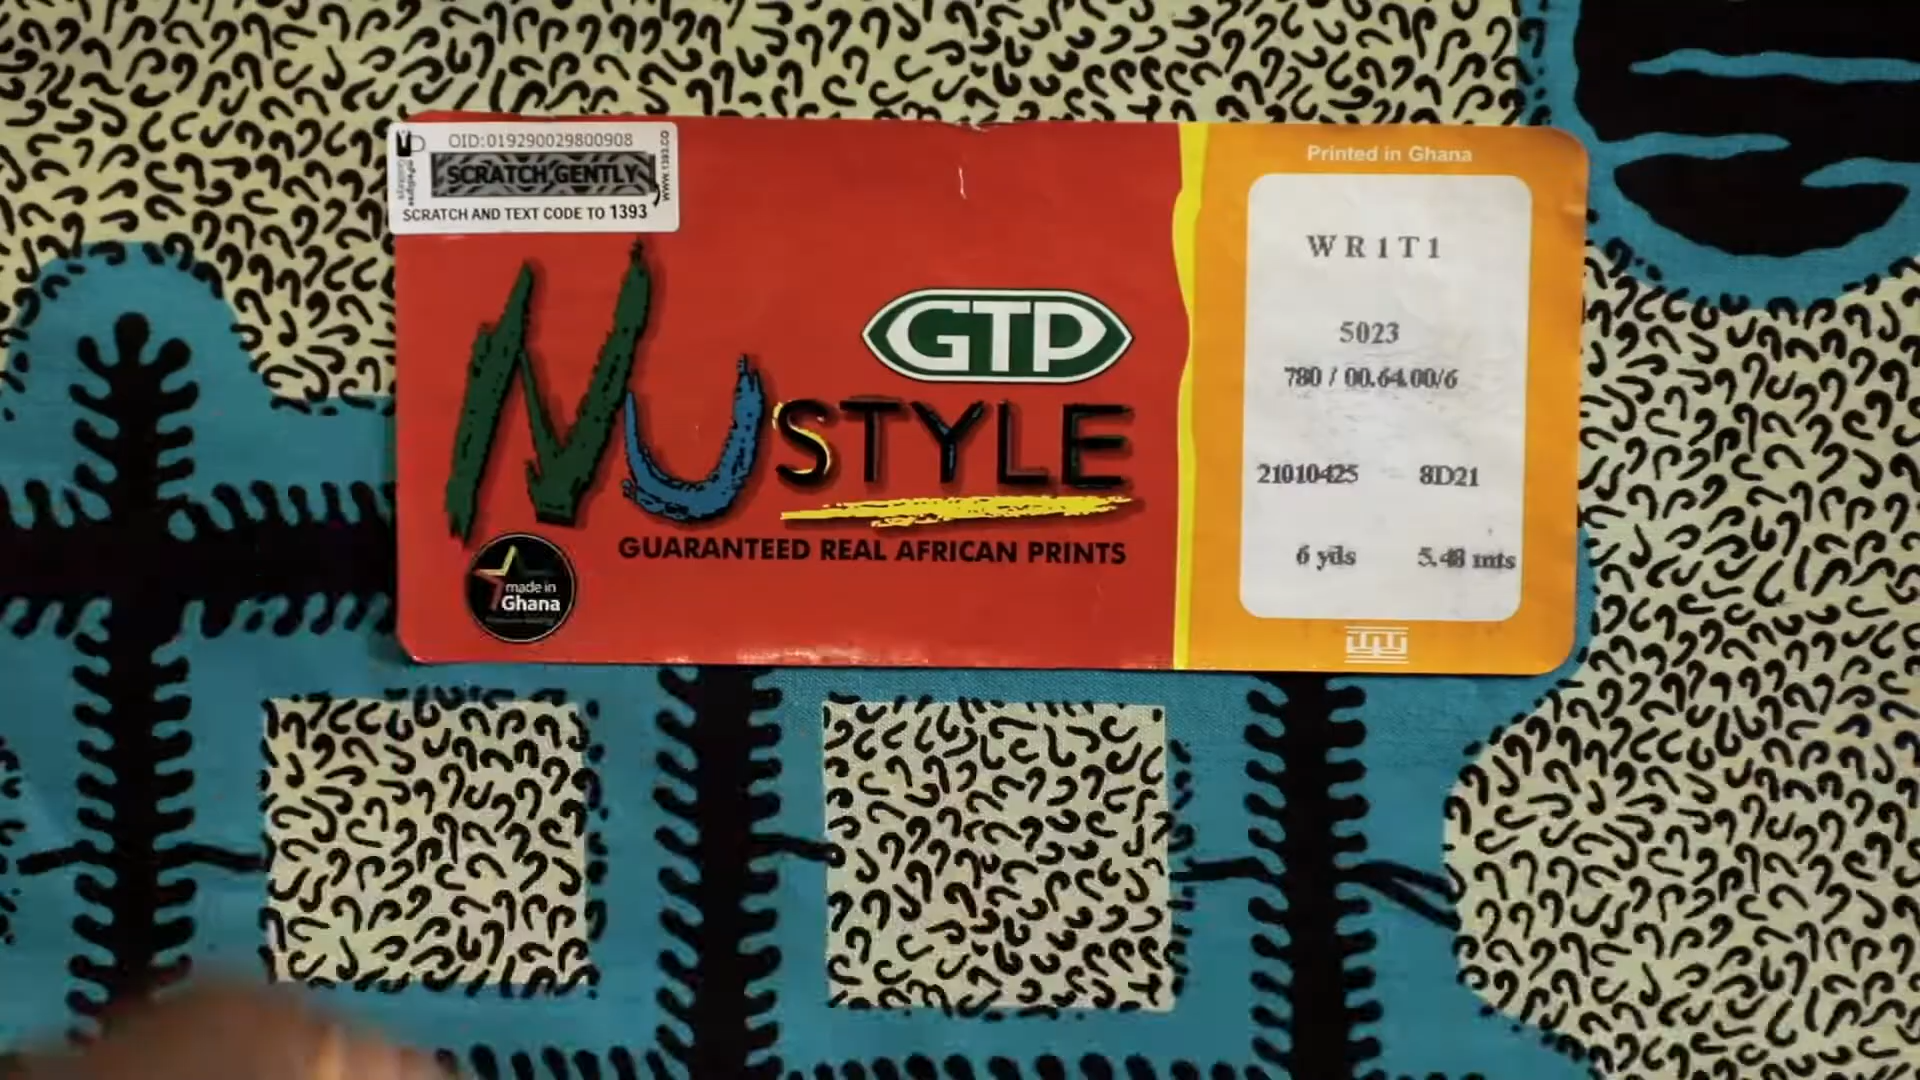 OID:019290029800908
SCRATCH GENTLY
SCRATCH AND TEXT CODE TO 1393
www.1393.co
GTP
NUSTYLE
GUARANTEED REAL AFRICAN PRINTS
made in
Ghana
Printed in Ghana
WR1T1
5023
780 / 00.64.00/6
21010425 8D21
6 yds 5.48 mts